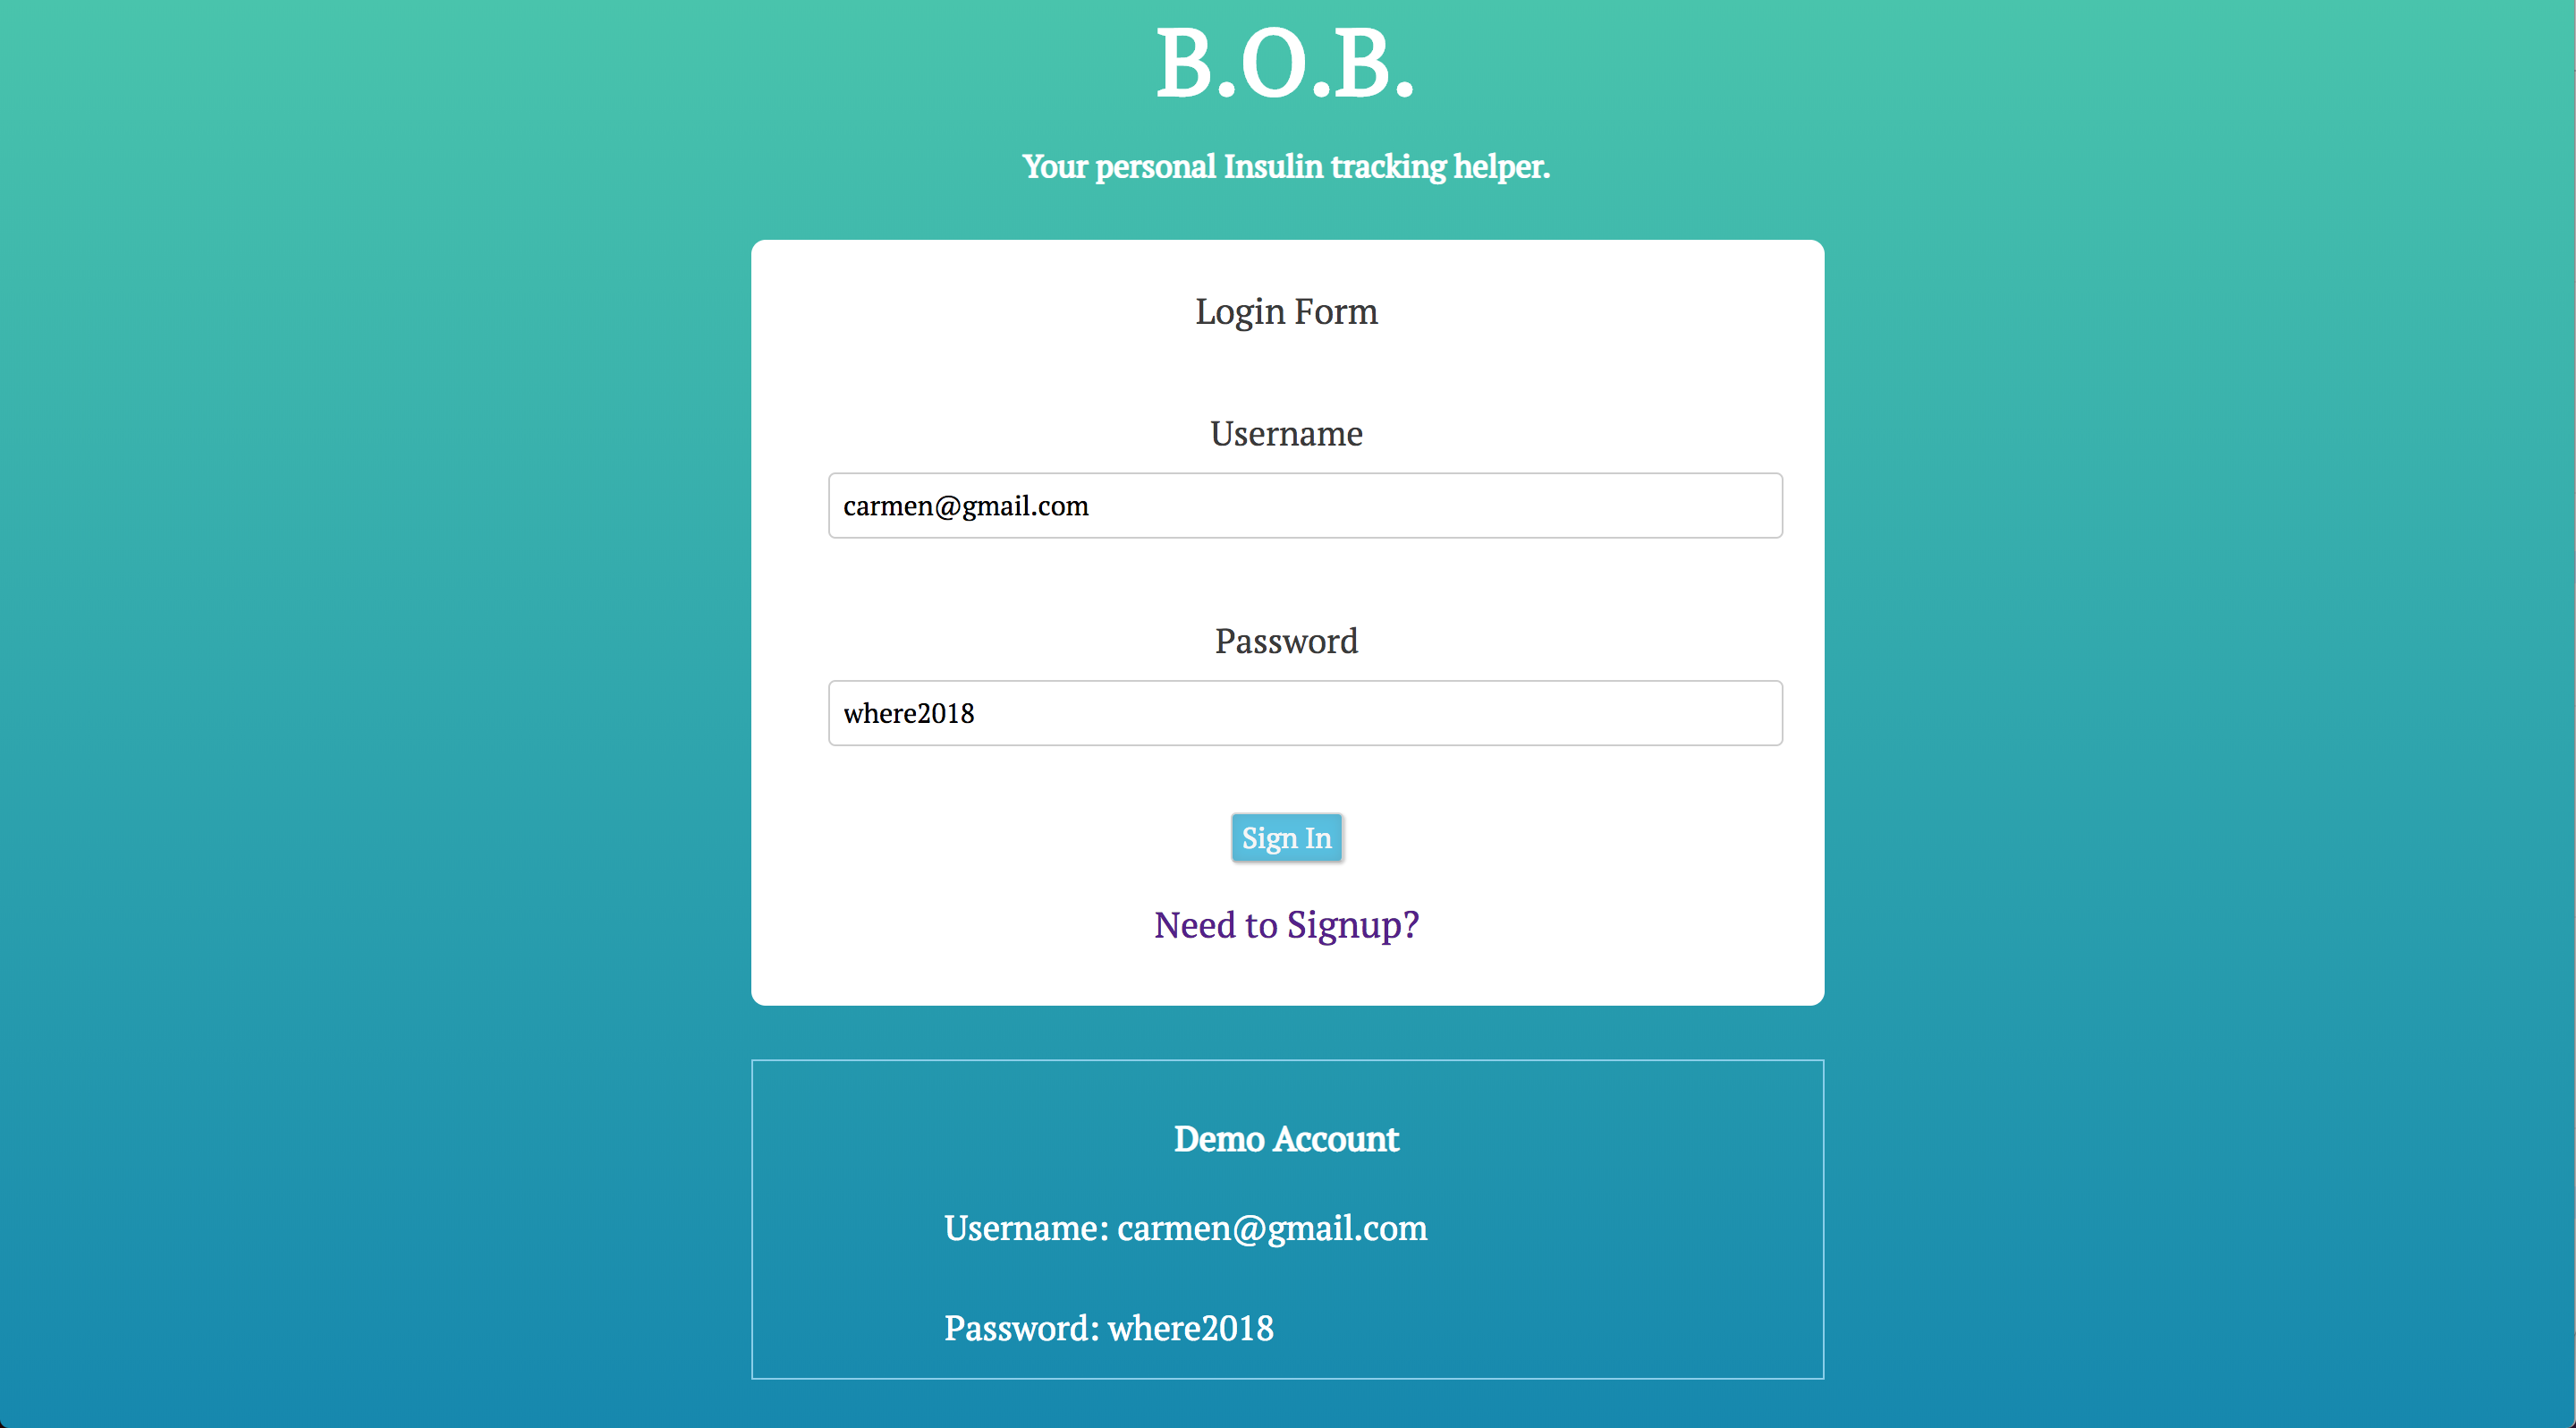 B.O.B.
Your personal Insulin tracking helper.
Login Form
Username
carmen@gmail.com
Password
where2018
Sign In
Need to Signup?
Demo Account
Username: carmen@gmail.com
Password: where2018